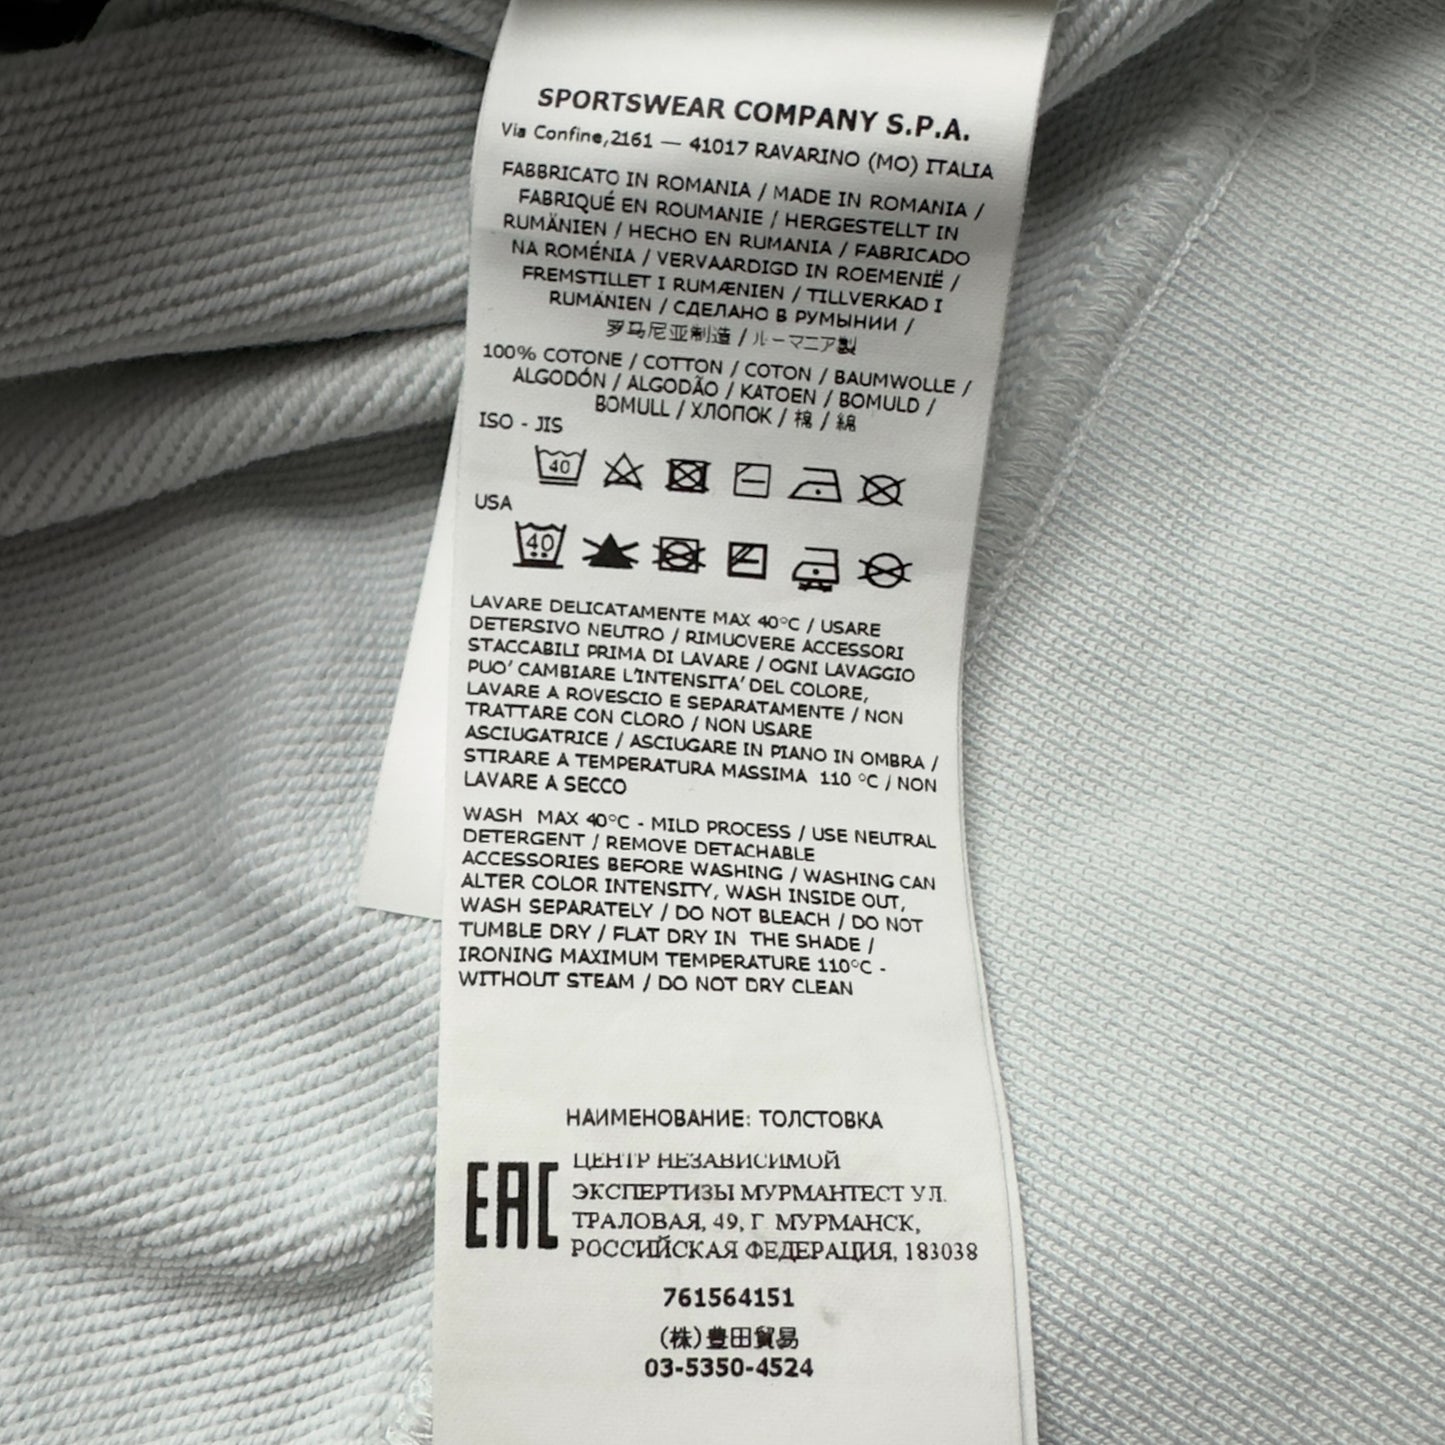 SPORTSWEAR COMPANY S.P.A.
Via Confine,2161 — 41017 RAVARINO (MO) ITALIA
FABBRICATO IN ROMANIA / MADE IN ROMANIA /
FABRIQUÉ EN ROUMANIE / HERGESTELLT IN
RUMÄNIEN / HECHO EN RUMANIA / FABRICADO
NA ROMÉNIA / VERVAARDIGD IN ROEMENIË /
FREMSTILLET I RUMÆNIEN / TILLVERKAD I
RUMÄNIEN / СДЕЛАНО В РУМЫНИИ /
罗马尼亚制造 / ルーマニア製
100% COTONE / COTTON / COTON / BAUMWOLLE /
ALGODÓN / ALGODÃO / KATOEN / BOMULD /
BOMULL / ХЛОПОК / 棉 / 綿
ISO - JIS
40
USA
40
LAVARE DELICATAMENTE MAX 40°C / USARE
DETERSIVO NEUTRO / RIMUOVERE ACCESSORI
STACCABILI PRIMA DI LAVARE / OGNI LAVAGGIO
PUO' CAMBIARE L'INTENSITA' DEL COLORE,
LAVARE A ROVESCIO E SEPARATAMENTE / NON
TRATTARE CON CLORO / NON USARE
ASCIUGATRICE / ASCIUGARE IN PIANO IN OMBRA /
STIRARE A TEMPERATURA MASSIMA 110 °C / NON
LAVARE A SECCO
WASH MAX 40°C - MILD PROCESS / USE NEUTRAL
DETERGENT / REMOVE DETACHABLE
ACCESSORIES BEFORE WASHING / WASHING CAN
ALTER COLOR INTENSITY, WASH INSIDE OUT,
WASH SEPARATELY / DO NOT BLEACH / DO NOT
TUMBLE DRY / FLAT DRY IN THE SHADE /
IRONING MAXIMUM TEMPERATURE 110°C -
WITHOUT STEAM / DO NOT DRY CLEAN
НАИМЕНОВАНИЕ: ТОЛСТОВКА
EAC
ЦЕНТР НЕЗАВИСИМОЙ
ЭКСПЕРТИЗЫ МУРМАНТЕСТ УЛ.
ТРАЛОВАЯ, 49, Г. МУРМАНСК,
РОССИЙСКАЯ ФЕДЕРАЦИЯ, 183038
761564151
(株)豊田貿易
03-5350-4524